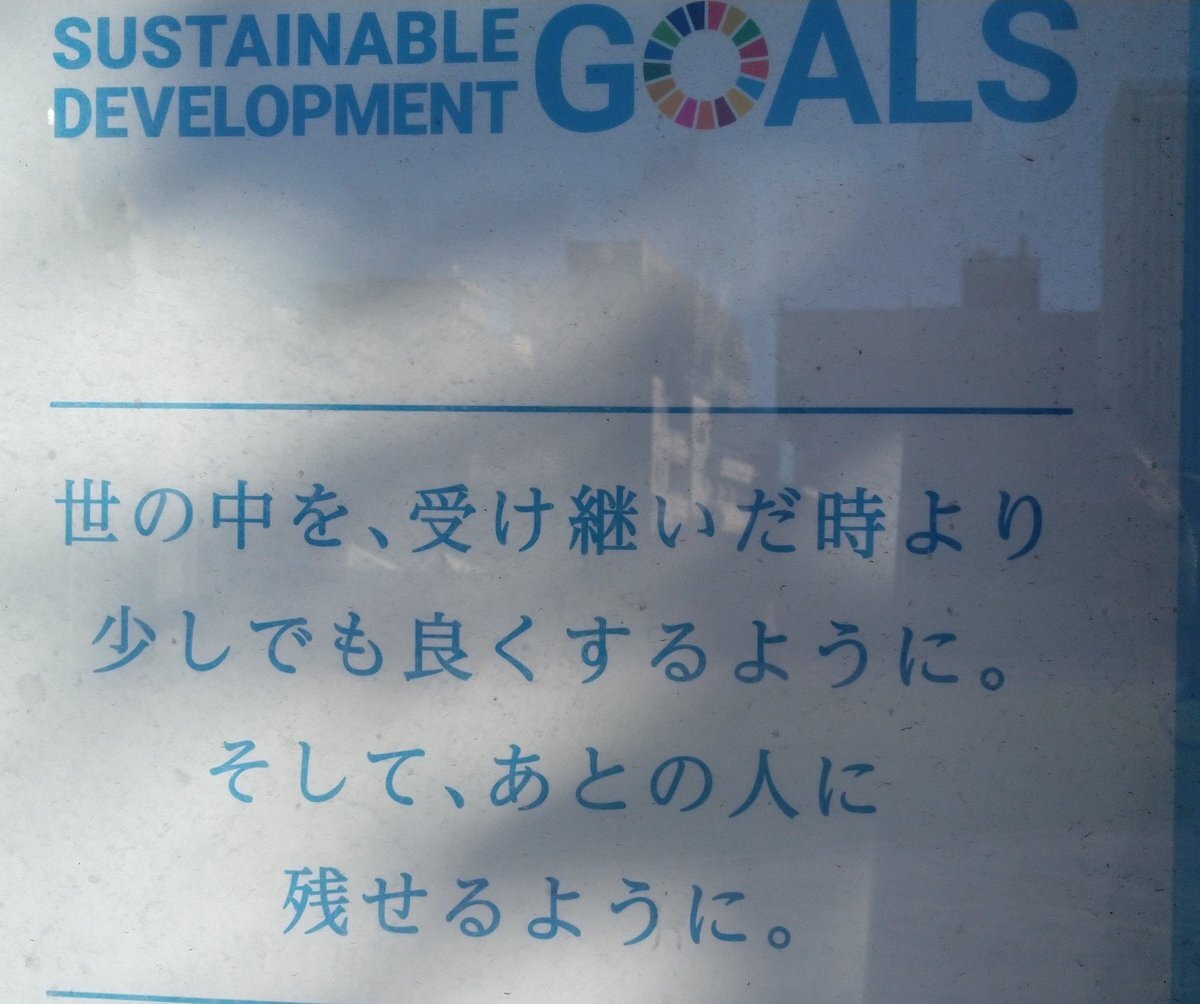 SUSTAINABLE
DEVELOPMENT
GOALS
世の中を、受け継いだ時より
少しでも良くするように。
そして、あとの人に
残せるように。